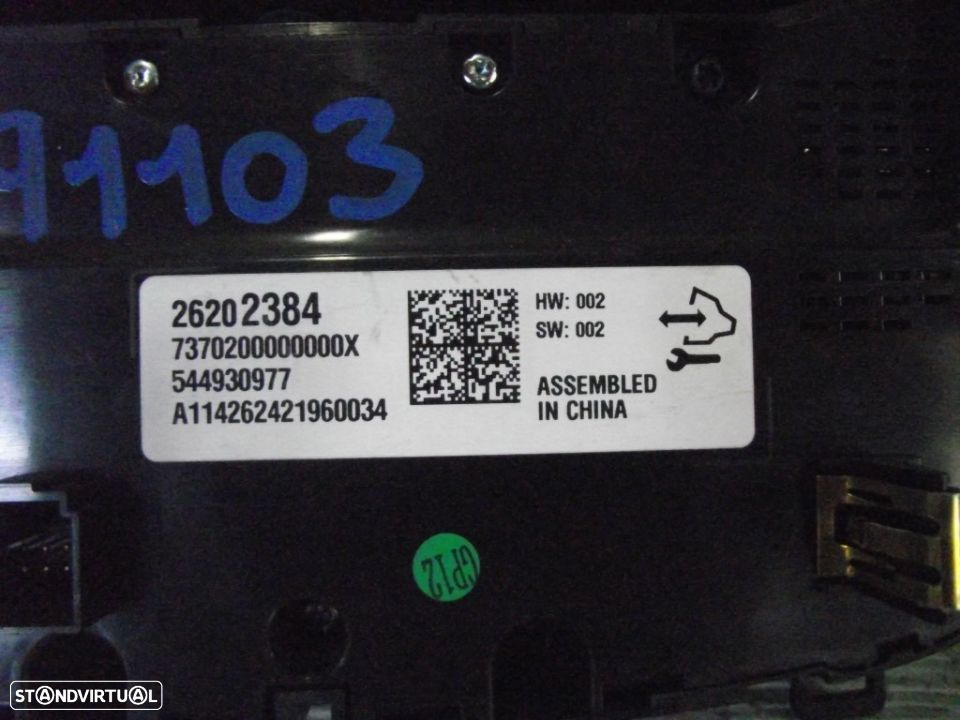 91103
26202384
7370200000000X
544930977
A114262421960034
HW: 002
SW: 002
ASSEMBLED
IN CHINA
GP12
STANDVIRTUAL